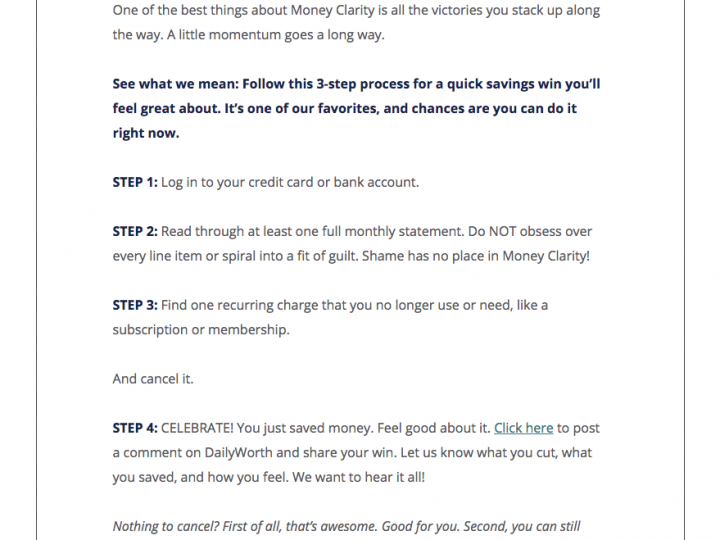 One of the best things about Money Clarity is all the victories you stack up along
the way. A little momentum goes a long way.
See what we mean: Follow this 3-step process for a quick savings win you’ll
feel great about. It’s one of our favorites, and chances are you can do it
right now.
STEP 1: Log in to your credit card or bank account.
STEP 2: Read through at least one full monthly statement. Do NOT obsess over
every line item or spiral into a fit of guilt. Shame has no place in Money Clarity!
STEP 3: Find one recurring charge that you no longer use or need, like a
subscription or membership.
And cancel it.
STEP 4: CELEBRATE! You just saved money. Feel good about it. Click here to post
a comment on DailyWorth and share your win. Let us know what you cut, what
you saved, and how you feel. We want to hear it all!
Nothing to cancel? First of all, that’s awesome. Good for you. Second, you can still